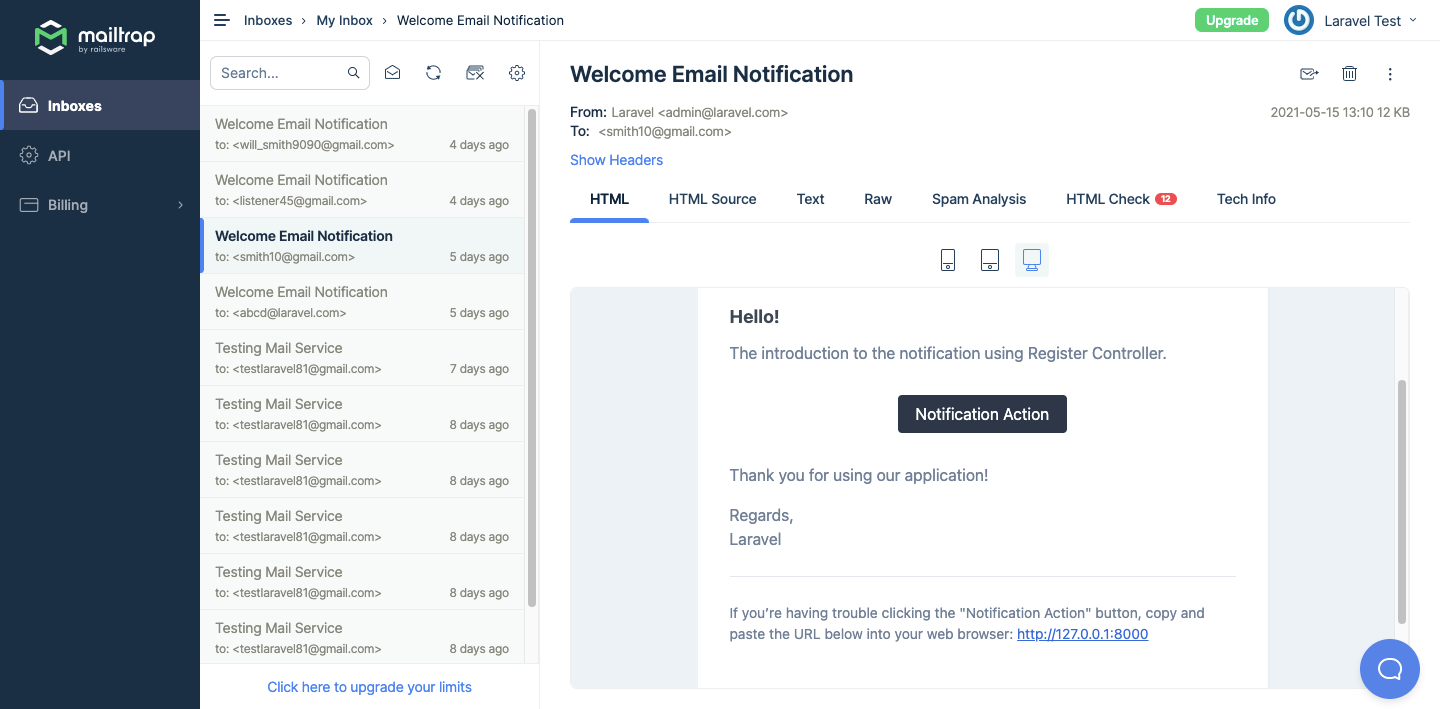 mailtrap
by railsware
Inboxes
API
Billing
Inboxes › My Inbox › Welcome Email Notification
Upgrade
Laravel Test
Search...
Welcome Email Notification
to: <will_smith9090@gmail.com> 4 days ago
Welcome Email Notification
to: <listener45@gmail.com> 4 days ago
Welcome Email Notification
to: <smith10@gmail.com> 5 days ago
Welcome Email Notification
to: <abcd@laravel.com> 5 days ago
Testing Mail Service
to: <testlaravel81@gmail.com> 7 days ago
Testing Mail Service
to: <testlaravel81@gmail.com> 8 days ago
Testing Mail Service
to: <testlaravel81@gmail.com> 8 days ago
Testing Mail Service
to: <testlaravel81@gmail.com> 8 days ago
Testing Mail Service
to: <testlaravel81@gmail.com> 8 days ago
Testing Mail Service
to: <testlaravel81@gmail.com> 8 days ago
Click here to upgrade your limits
Welcome Email Notification
From: Laravel <admin@laravel.com> 2021-05-15 13:10 12 KB
To: <smith10@gmail.com>
Show Headers
HTML HTML Source Text Raw Spam Analysis HTML Check 12 Tech Info
Hello!
The introduction to the notification using Register Controller.
Notification Action
Thank you for using our application!
Regards,
Laravel
If you’re having trouble clicking the "Notification Action" button, copy and
paste the URL below into your web browser: http://127.0.0.1:8000